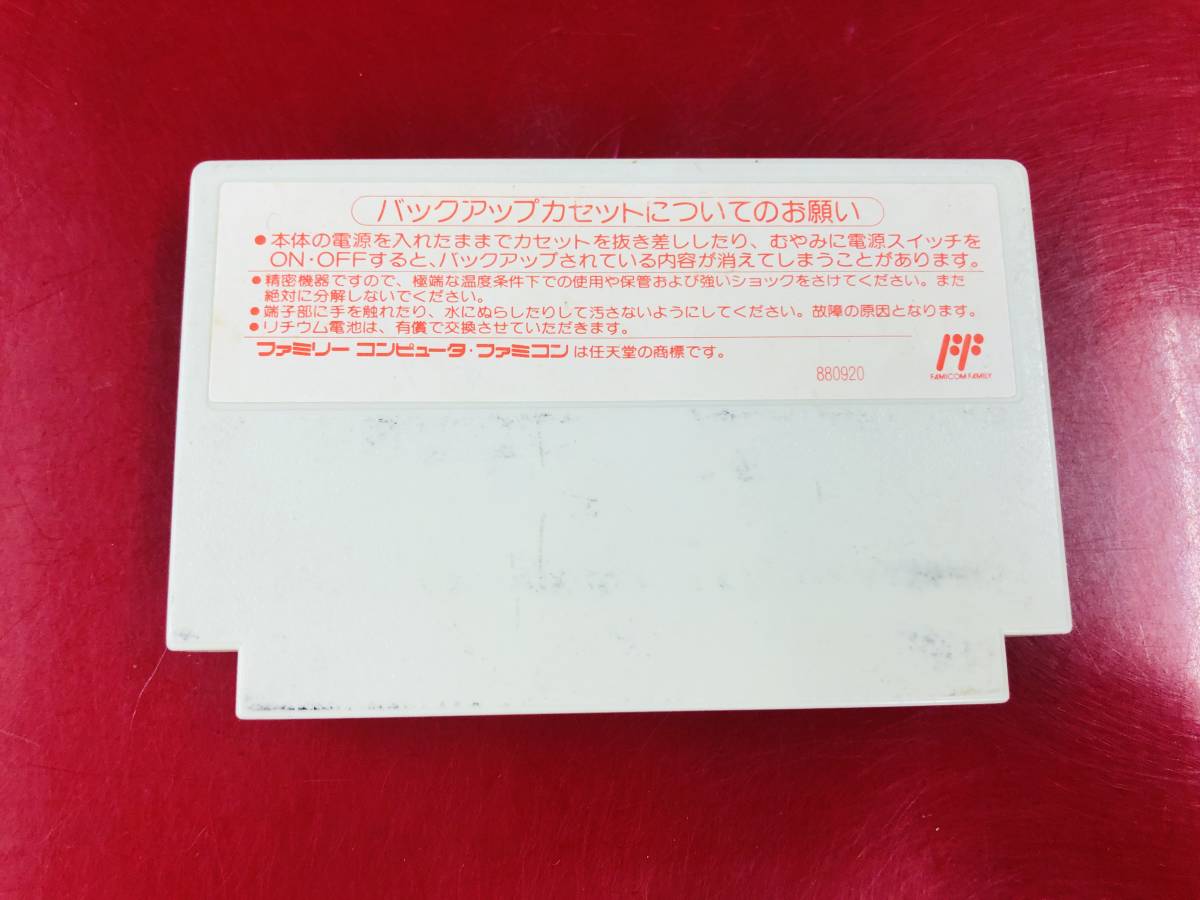 バックアップカセットについてのお願い
●本体の電源を入れたままでカセットを抜き差ししたり、むやみに電源スイッチを
ON・OFFすると、バックアップされている内容が消えてしまうことがあります。
●精密機器ですので、極端な温度条件下での使用や保管および強いショックをさけてください。また
絶対に分解しないでください。
●端子部に手を触れたり、水にぬらしたりして汚さないようにしてください。故障の原因となります。
●リチウム電池は、有償で交換させていただきます。
ファミリーコンピュータ・ファミコンは任天堂の商標です。
880920
FAMICOM FAMILY